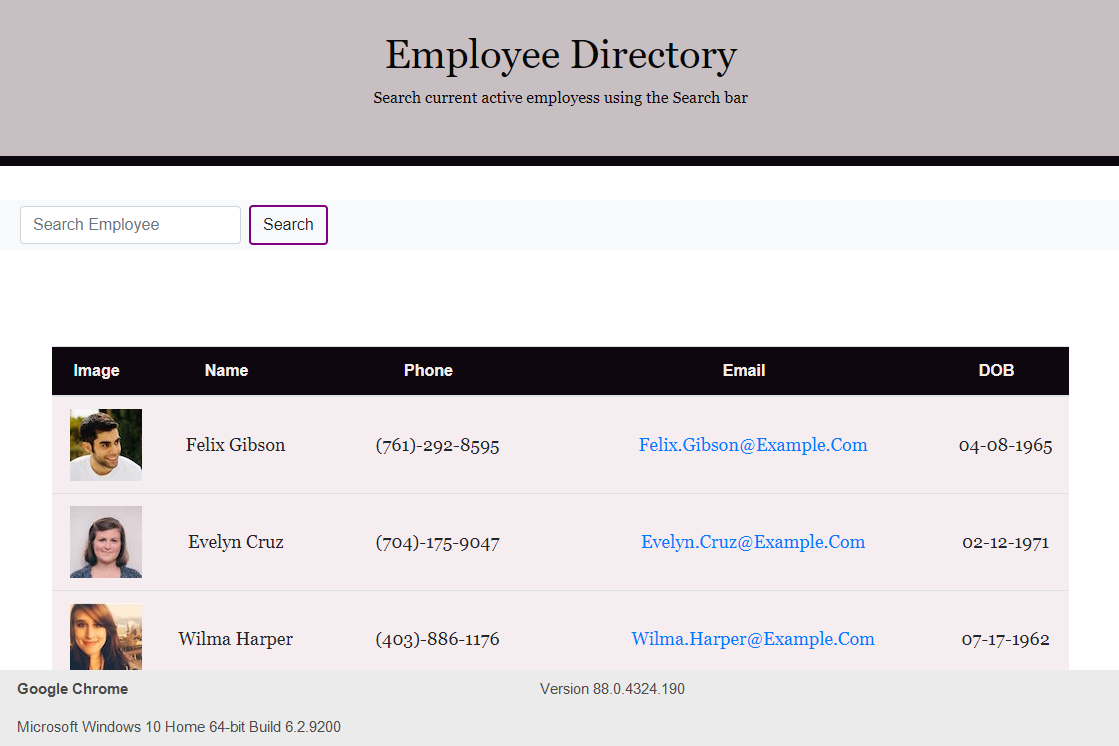 Employee Directory
Search current active employess using the Search bar
Search Employee Search
Image Name Phone Email DOB
Felix Gibson (761)-292-8595 Felix.Gibson@Example.Com 04-08-1965
Evelyn Cruz (704)-175-9047 Evelyn.Cruz@Example.Com 02-12-1971
Wilma Harper (403)-886-1176 Wilma.Harper@Example.Com 07-17-1962
Google Chrome Version 88.0.4324.190
Microsoft Windows 10 Home 64-bit Build 6.2.9200